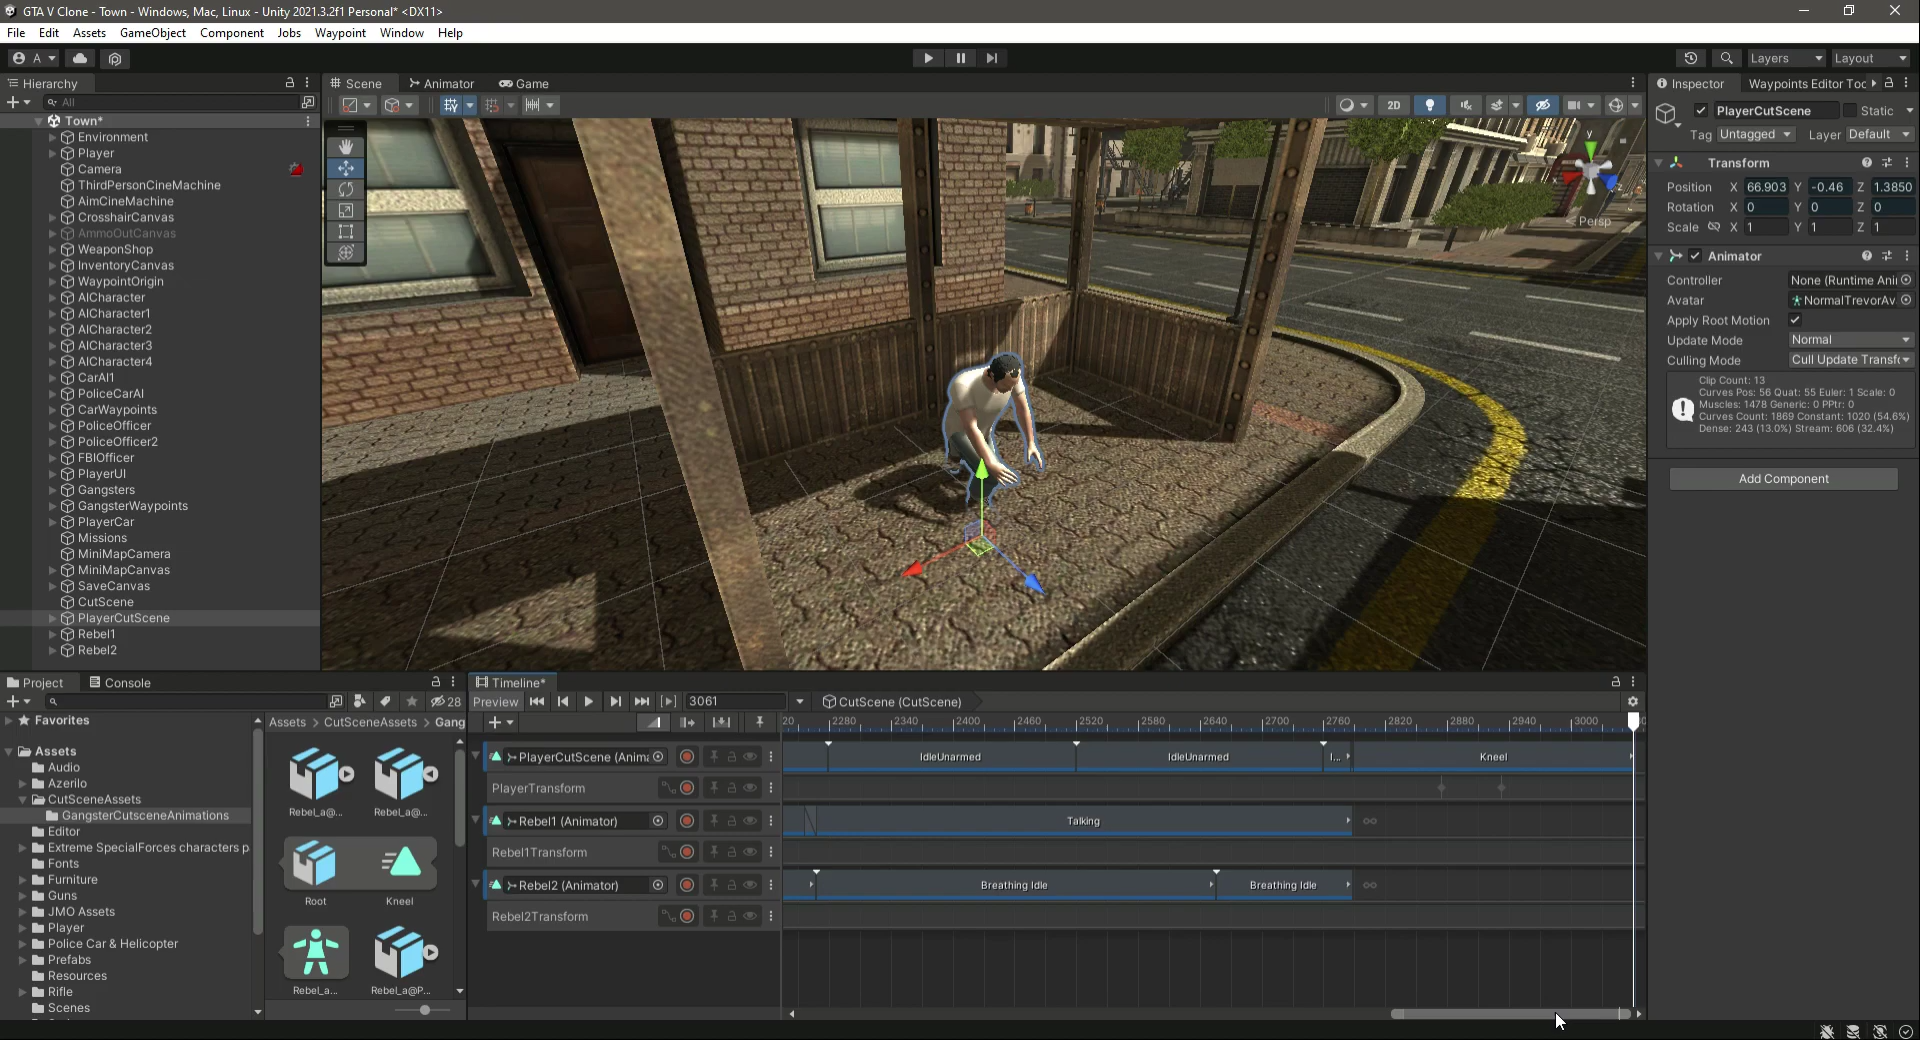 GTA V Clone - Town - Windows, Mac, Linux - Unity 2021.3.2f1 Personal* <DX11>
File Edit Assets GameObject Component Jobs Waypoint Window Help
A
Layers
Layout
Hierarchy
All
Town*
Environment
Player
Camera
ThirdPersonCineMachine
AimCineMachine
CrosshairCanvas
AmmoOutCanvas
WeaponShop
InventoryCanvas
WaypointOrigin
AICharacter
AICharacter1
AICharacter2
AICharacter3
AICharacter4
CarAI1
PoliceCarAI
CarWaypoints
PoliceOfficer
PoliceOfficer2
FBIOfficer
PlayerUI
Gangsters
GangsterWaypoints
PlayerCar
Missions
MiniMapCamera
MiniMapCanvas
SaveCanvas
CutScene
PlayerCutScene
Rebel1
Rebel2
Scene Animator Game
2D
y
x
z
< Persp
Inspector Waypoints Editor Toc
PlayerCutScene Static
Tag Untagged Layer Default
Transform
Position X 66.903 Y -0.46 Z 1.3850
Rotation X 0 Y 0 Z 0
Scale X 1 Y 1 Z 1
Animator
Controller None (Runtime Ani
Avatar NormalTrevorAv
Apply Root Motion
Update Mode Normal
Culling Mode Cull Update Transfo
Clip Count: 13
Curves Pos: 56 Quat: 55 Euler: 1 Scale: 0
Muscles: 1478 Generic: 0 PPtr: 0
Curves Count: 1869 Constant: 1020 (54.6%)
Dense: 243 (13.0%) Stream: 606 (32.4%)
Add Component
Project Console
28
Favorites
Assets
Audio
Azerilo
CutSceneAssets
GangsterCutsceneAnimations
Editor
Extreme SpecialForces characters p
Fonts
Furniture
Guns
JMO Assets
Player
Police Car & Helicopter
Prefabs
Resources
Rifle
Scenes
Assets > CutSceneAssets > Gang
Rebel_a@... Rebel_a@...
Root Kneel
Rebel_a... Rebel_a@P...
Timeline*
Preview 3061 CutScene (CutScene)
20 2280 2340 2400 2460 2520 2580 2640 2700 2760 2820 2880 2940 3000
PlayerCutScene (Anima IdleUnarmed IdleUnarmed I... Kneel
PlayerTransform
Rebel1 (Animator) Talking
Rebel1Transform
Rebel2 (Animator) Breathing Idle Breathing Idle
Rebel2Transform